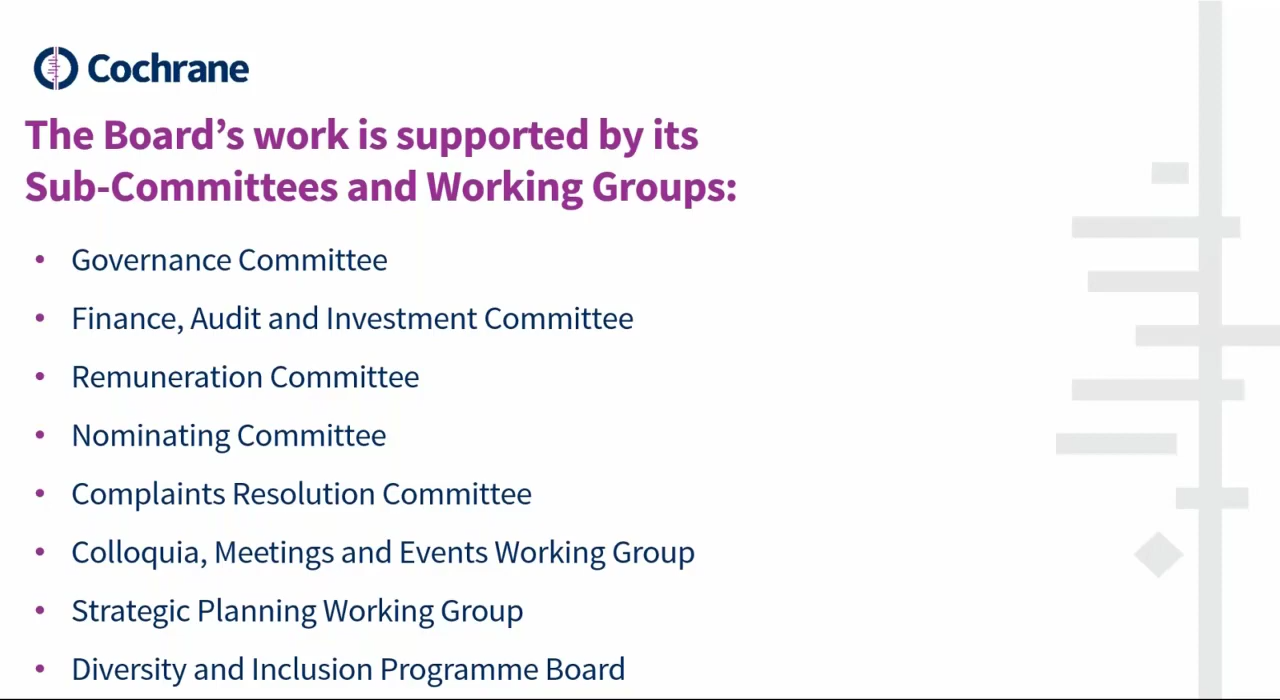 Cochrane
The Board’s work is supported by its
Sub-Committees and Working Groups:
• Governance Committee
• Finance, Audit and Investment Committee
• Remuneration Committee
• Nominating Committee
• Complaints Resolution Committee
• Colloquia, Meetings and Events Working Group
• Strategic Planning Working Group
• Diversity and Inclusion Programme Board